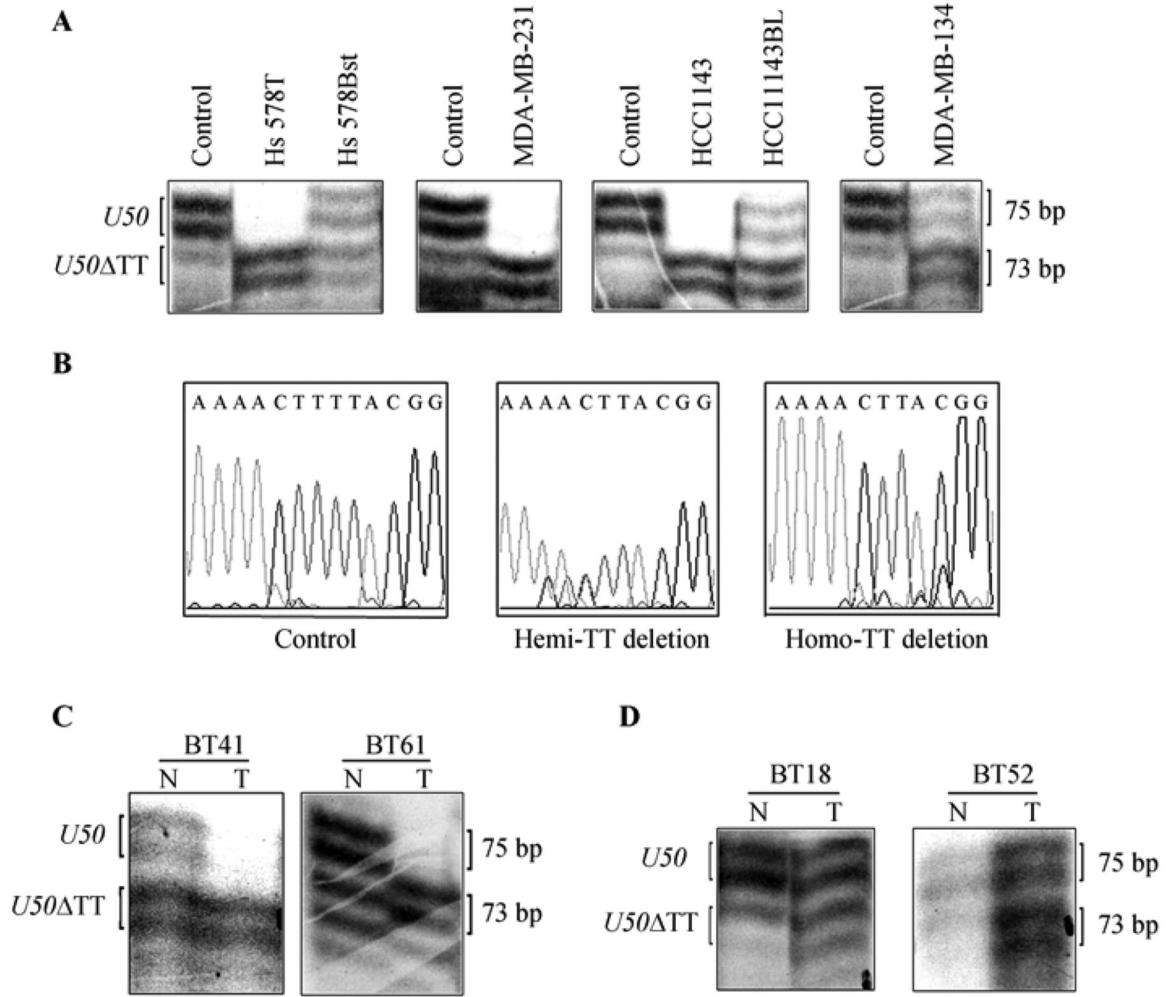 A
Control
Hs 578T
Hs 578Bst
Control
MDA-MB-231
Control
HCC1143
HCC11143BL
Control
MDA-MB-134
U50
U50ΔTT
75 bp
73 bp
B
A A A A C T T T T A C G G
A A A A C T T A C G G
A A A A C T T A C G G
Control
Hemi-TT deletion
Homo-TT deletion
C
BT41
N T
BT61
N T
U50
U50ΔTT
75 bp
73 bp
D
BT18
N T
BT52
N T
U50
U50ΔTT
75 bp
73 bp